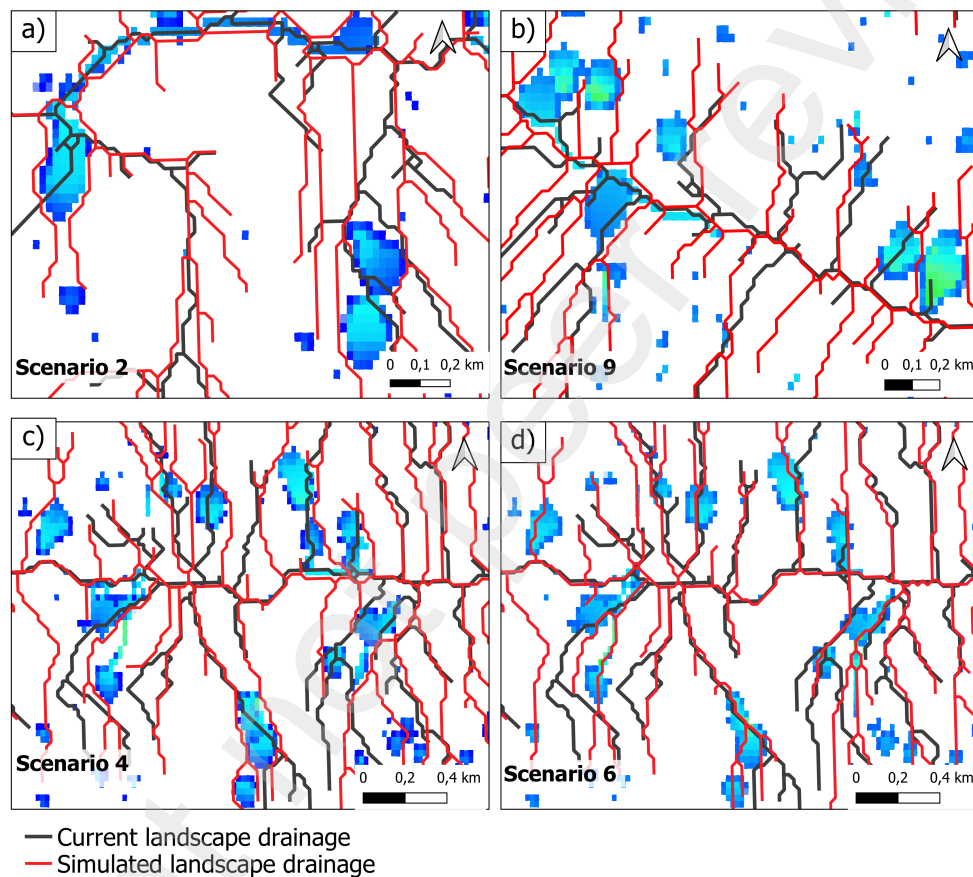 a)
b)
Scenario 2
0 0,1 0,2 km
Scenario 9
0 0,1 0,2 km
c)
d)
Scenario 4
0 0,2 0,4 km
Scenario 6
0 0,2 0,4 km
Current landscape drainage
Simulated landscape drainage